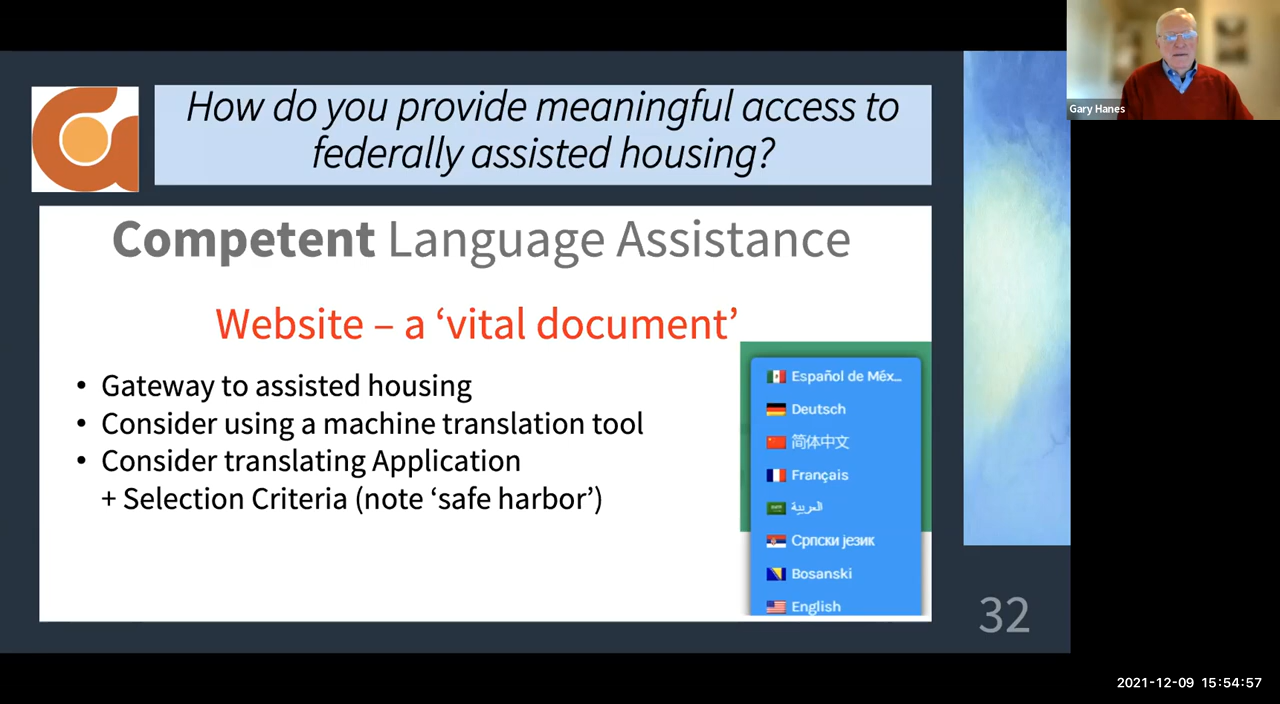 Gary Hanes
How do you provide meaningful access to
federally assisted housing?
Competent Language Assistance
Website – a ‘vital document’
• Gateway to assisted housing
• Consider using a machine translation tool
• Consider translating Application
+ Selection Criteria (note ‘safe harbor’)
Español de Méx...
Deutsch
简体中文
Français
العربية
Српски језик
Bosanski
English
32
2021-12-09 15:54:57